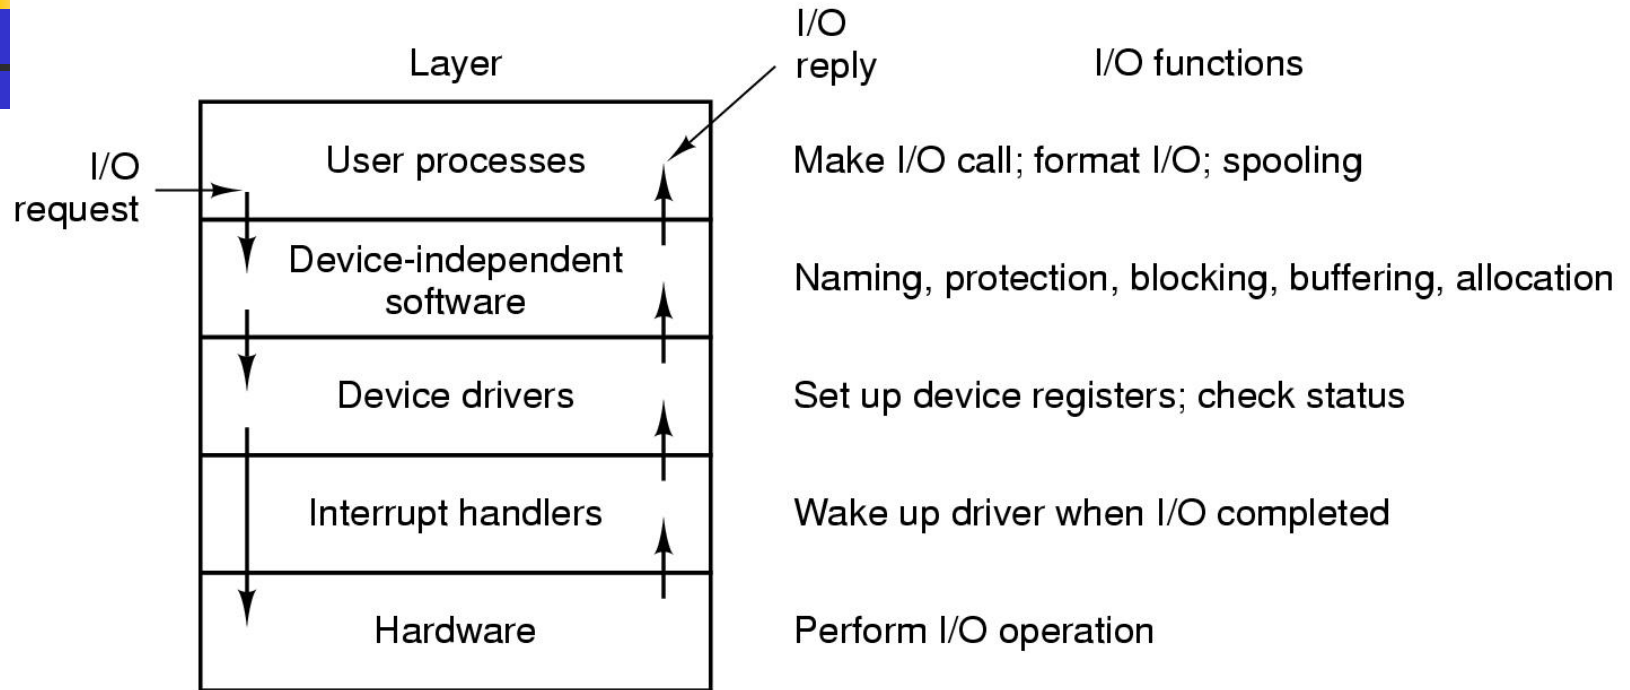 I/O
reply
Layer
I/O functions
I/O
request
User processes
Make I/O call; format I/O; spooling
Device-independent
software
Naming, protection, blocking, buffering, allocation
Device drivers
Set up device registers; check status
Interrupt handlers
Wake up driver when I/O completed
Hardware
Perform I/O operation